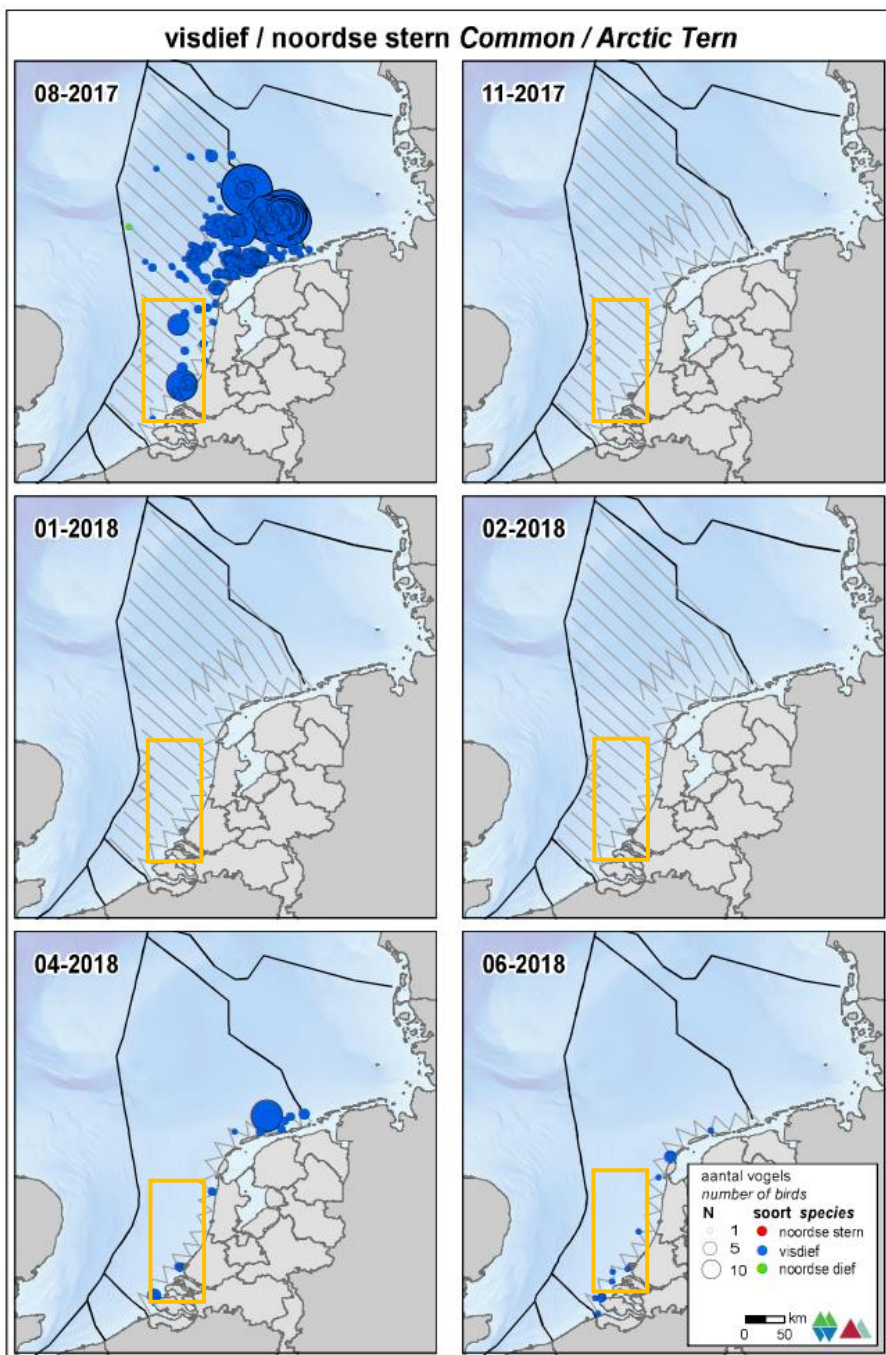 visdief / noordse stern Common / Arctic Tern
08-2017
11-2017
01-2018
02-2018
04-2018
06-2018
aantal vogels
number of birds
N soort species
1 noordse stern
5 visdief
10 noordse dief
km
0 50